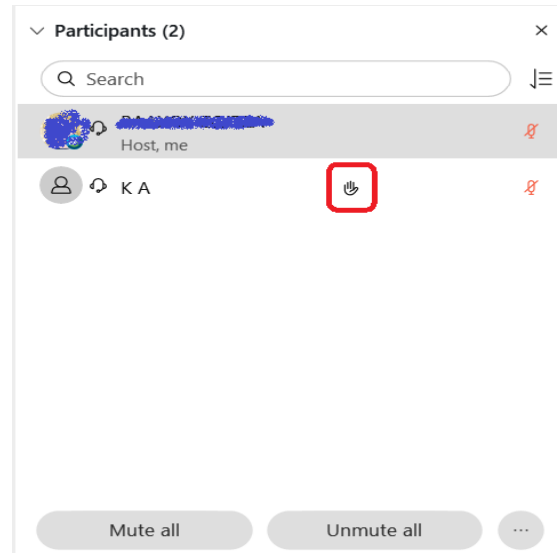 Participants (2)
Search
Host, me
K A
Mute all
Unmute all